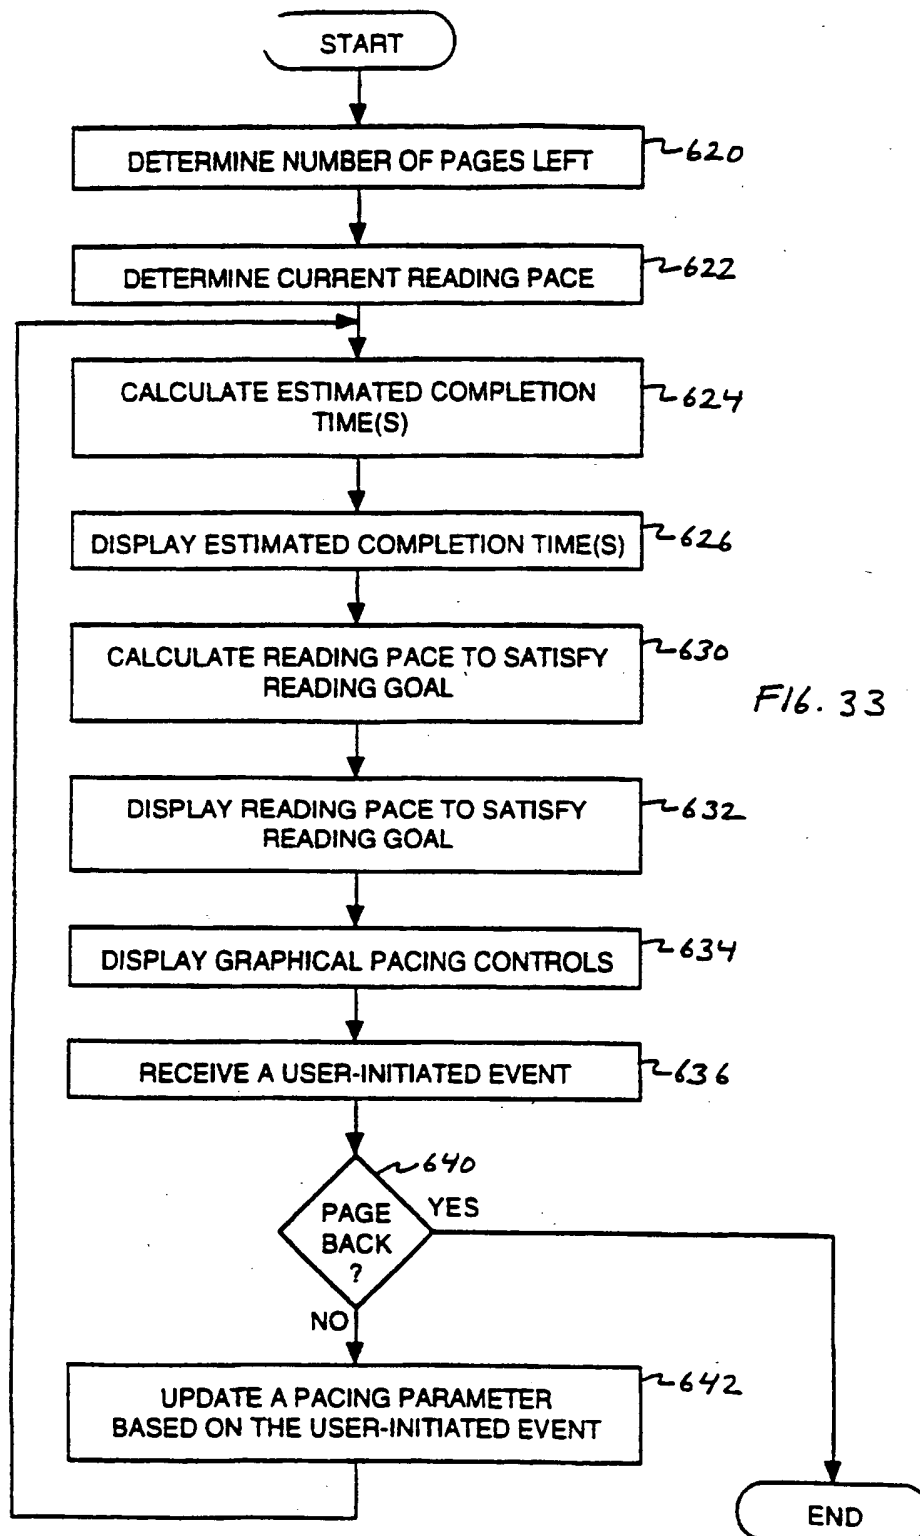 START
DETERMINE NUMBER OF PAGES LEFT
620
DETERMINE CURRENT READING PACE
622
CALCULATE ESTIMATED COMPLETION
TIME(S)
624
DISPLAY ESTIMATED COMPLETION TIME(S)
626
CALCULATE READING PACE TO SATISFY
READING GOAL
630
FIG. 33
DISPLAY READING PACE TO SATISFY
READING GOAL
632
DISPLAY GRAPHICAL PACING CONTROLS
634
RECEIVE A USER-INITIATED EVENT
636
640
PAGE
BACK
?
YES
NO
UPDATE A PACING PARAMETER
BASED ON THE USER-INITIATED EVENT
642
END